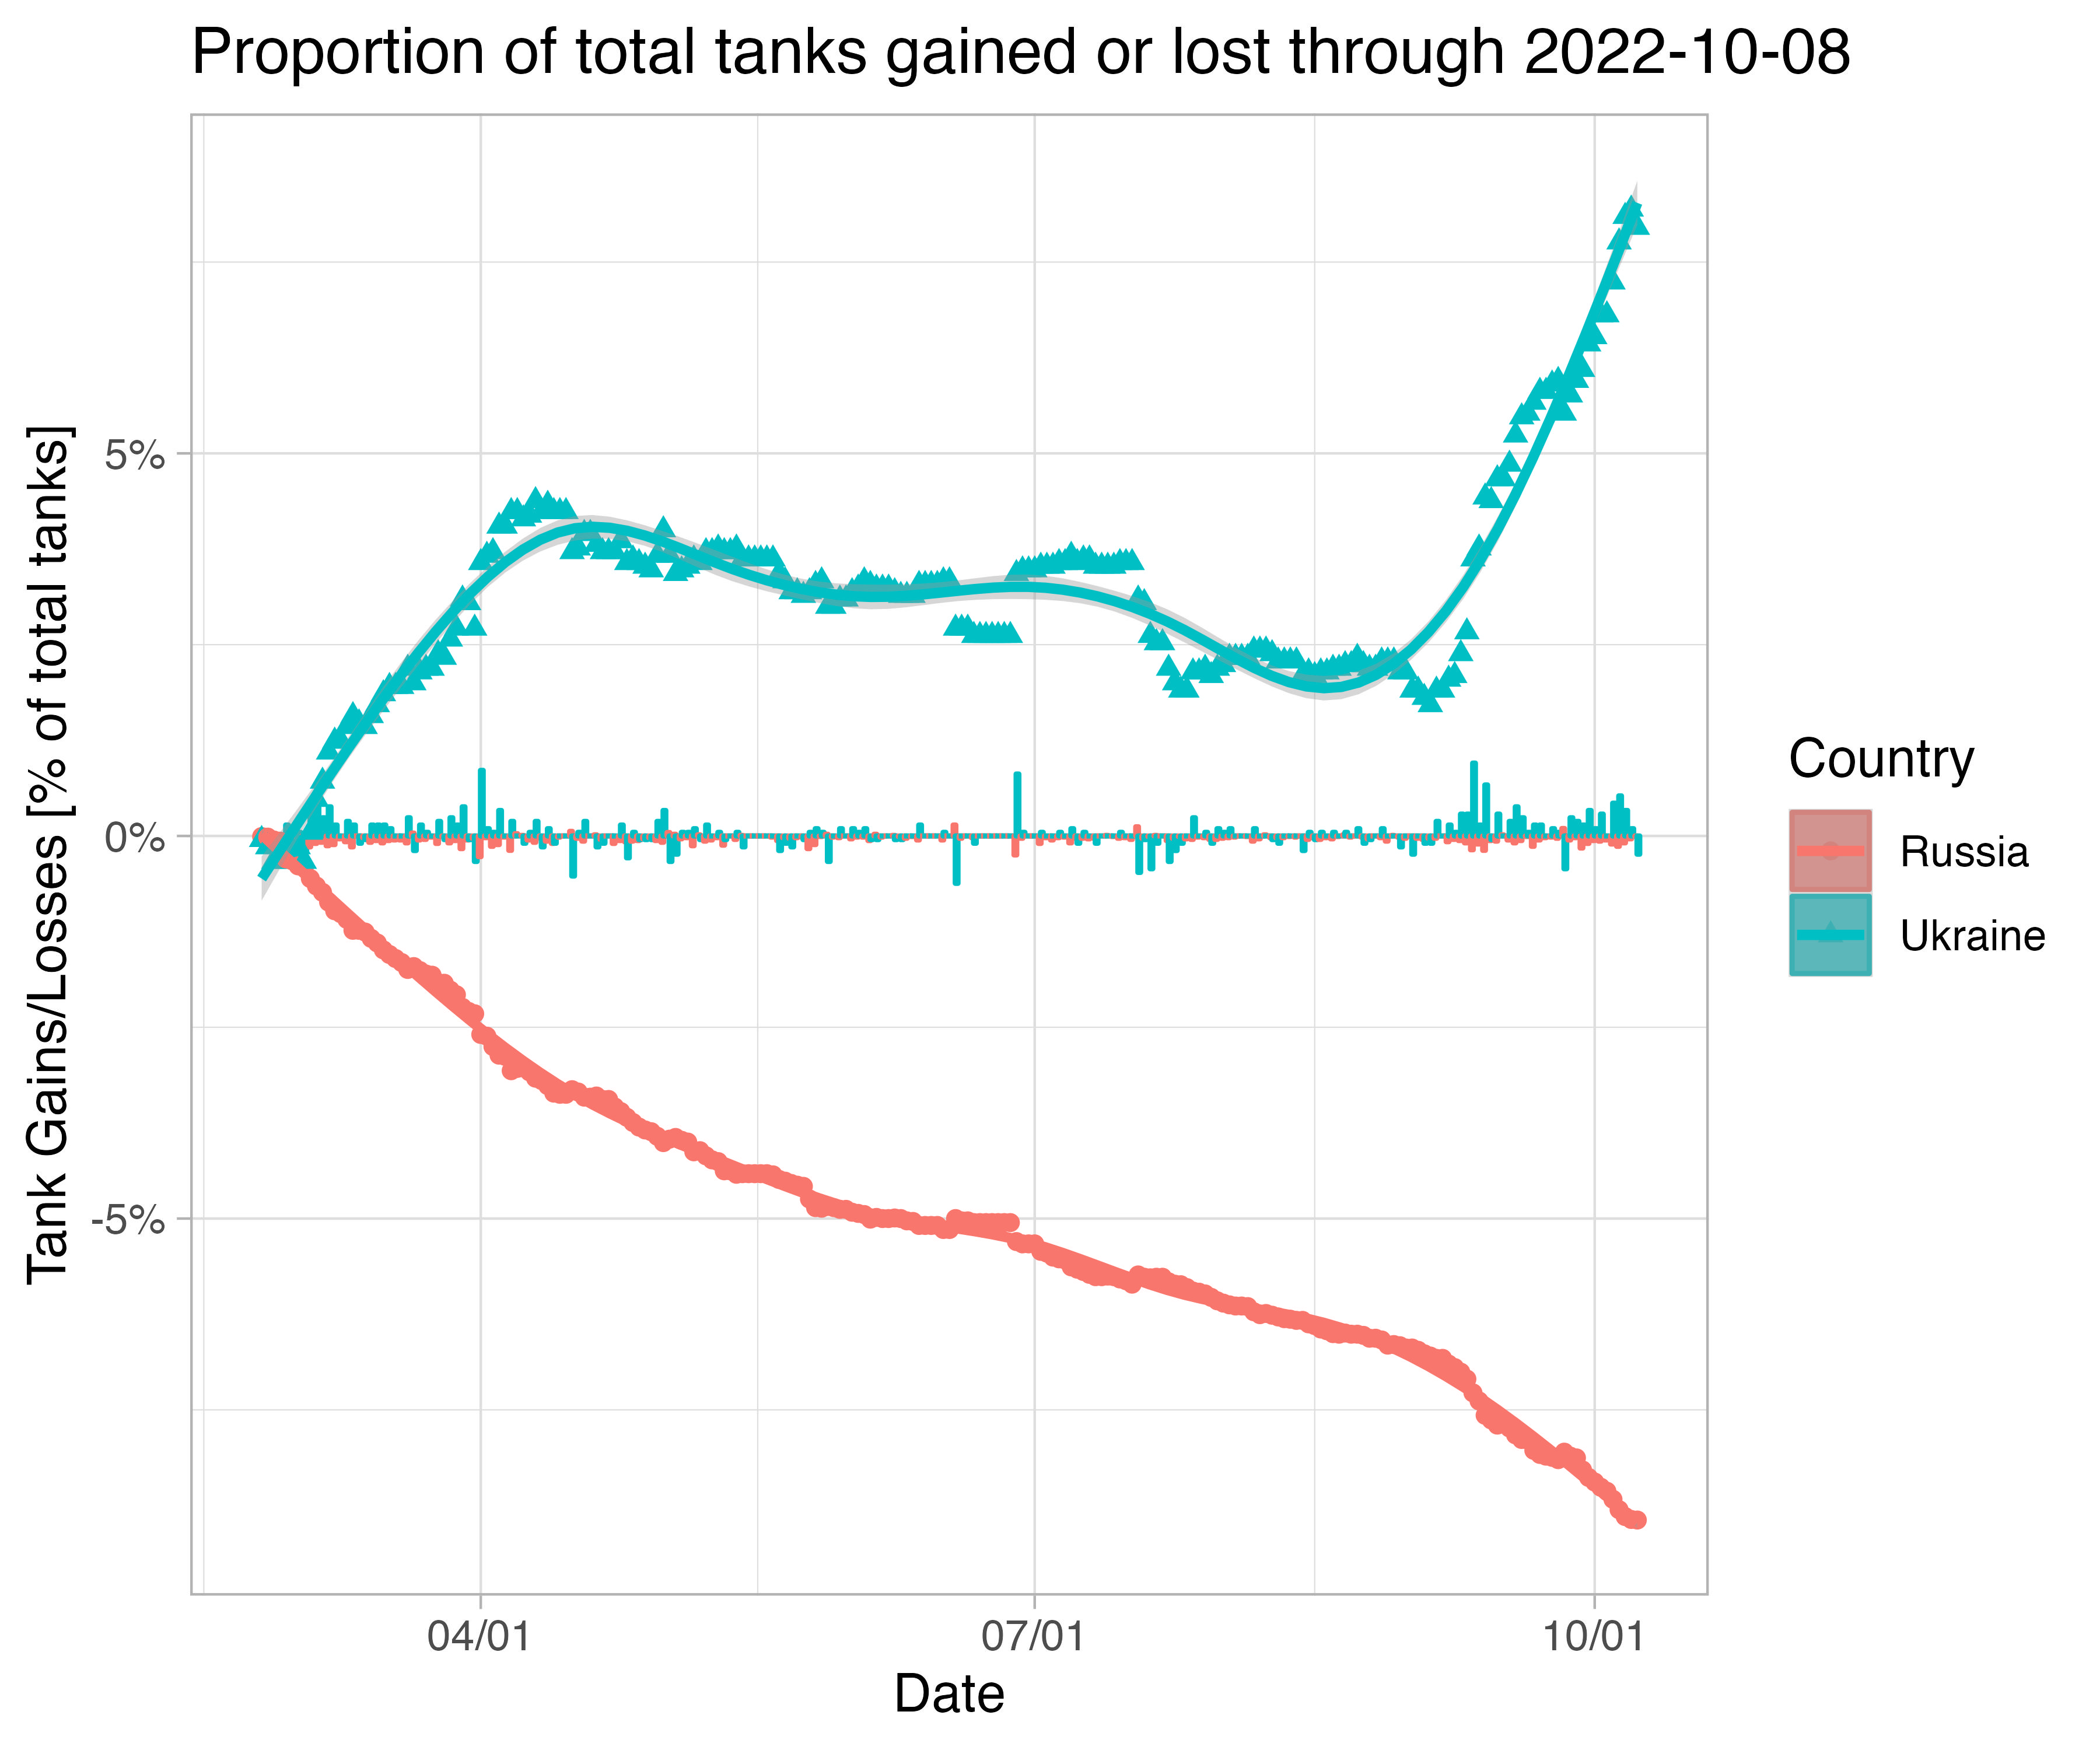 Proportion of total tanks gained or lost through 2022-10-08
Tank Gains/Losses [% of total tanks]
5%
0%
-5%
04/01
07/01
10/01
Date
Country
Russia
Ukraine